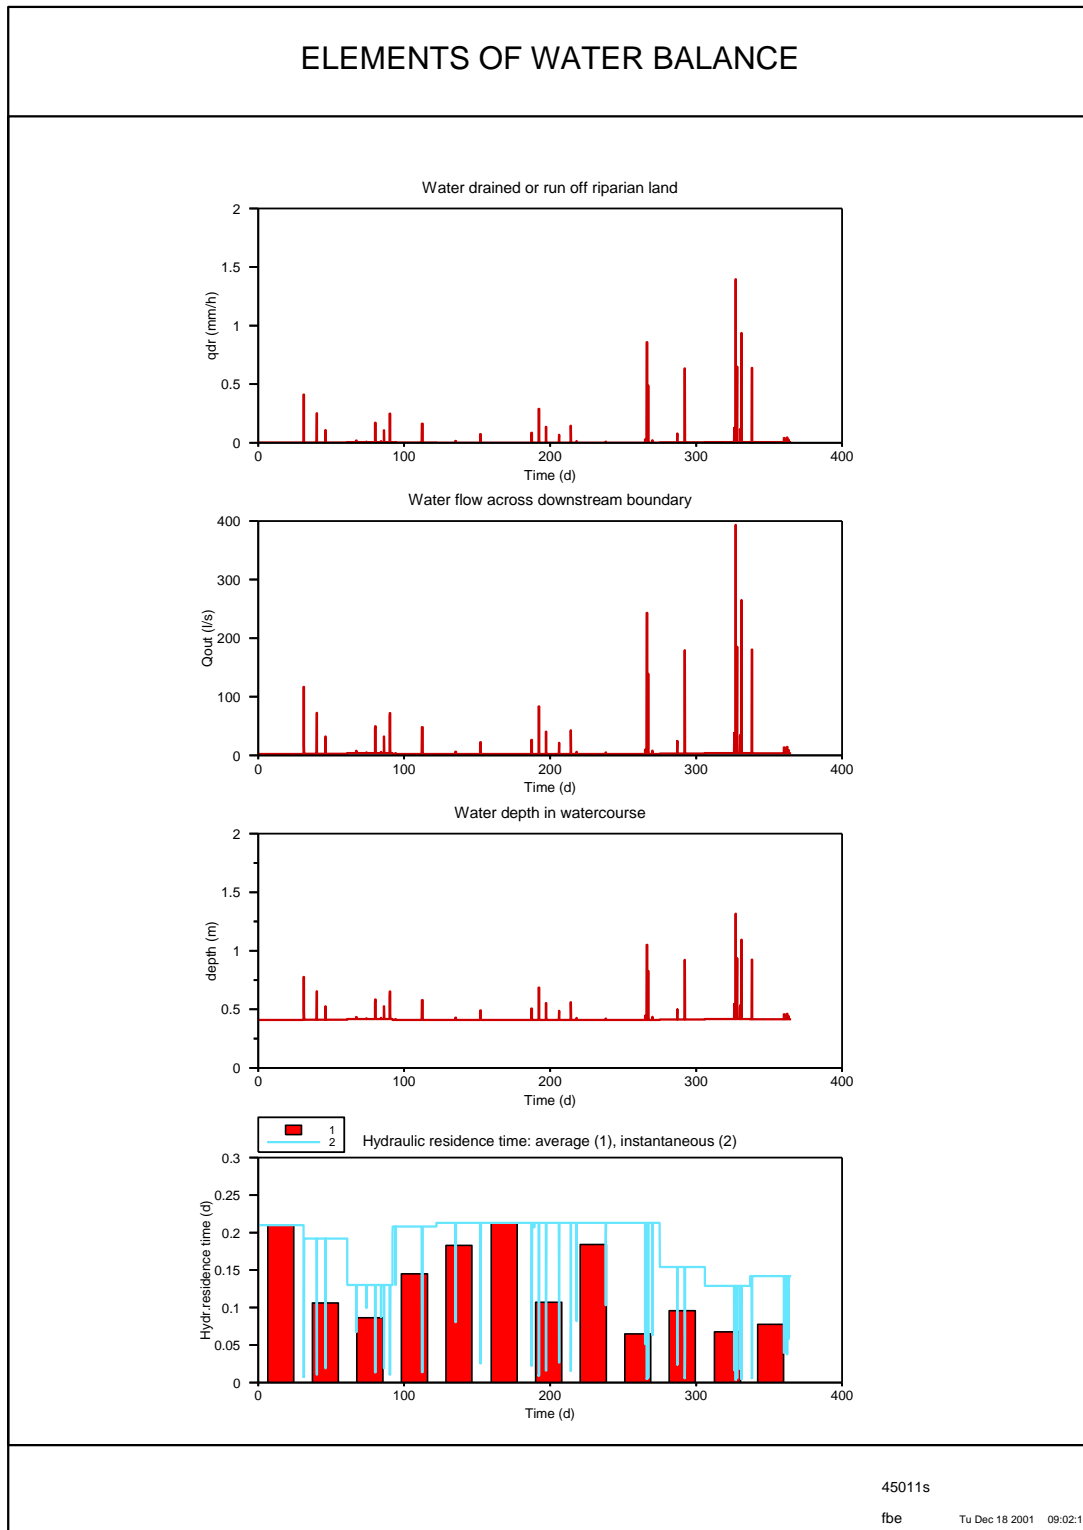 ELEMENTS OF WATER BALANCE
Water drained or run off riparian land
qdr (mm/h)
2
1.5
1
0.5
0
0 100 200 300 400
Time (d)
Water flow across downstream boundary
Qout (l/s)
400
300
200
100
0
0 100 200 300 400
Time (d)
Water depth in watercourse
depth (m)
2
1.5
1
0.5
0
0 100 200 300 400
Time (d)
1
2
Hydraulic residence time: average (1), instantaneous (2)
Hydr.residence time (d)
0.3
0.25
0.2
0.15
0.1
0.05
0
0 100 200 300 400
Time (d)
45011s
fbe Tu Dec 18 2001 09:02:1